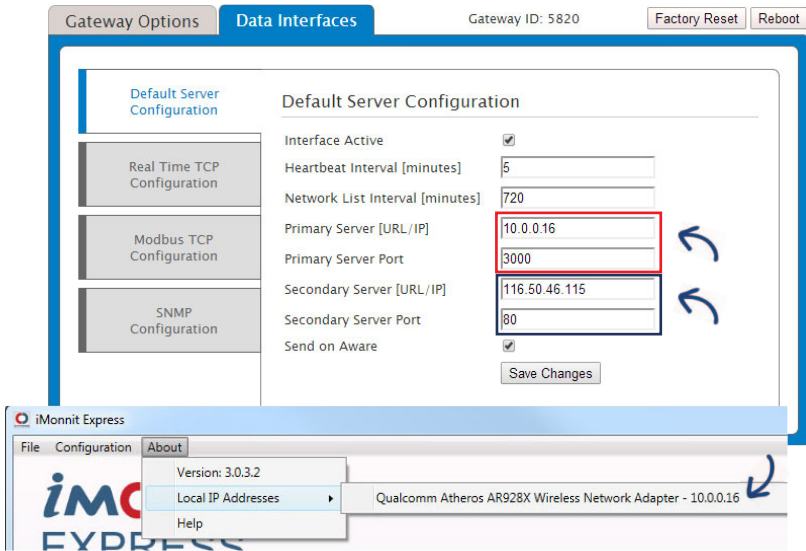 Gateway Options
Data Interfaces
Gateway ID: 5820
Factory Reset
Reboot
Default Server
Configuration
Real Time TCP
Configuration
Modbus TCP
Configuration
SNMP
Configuration
Default Server Configuration
Interface Active
Heartbeat Interval [minutes] 5
Network List Interval [minutes] 720
Primary Server [URL/IP] 10.0.0.16
Primary Server Port 3000
Secondary Server [URL/IP] 116.50.46.115
Secondary Server Port 80
Send on Aware
Save Changes
iMonnit Express
File Configuration About
Version: 3.0.3.2
Local IP Addresses
Qualcomm Atheros AR928X Wireless Network Adapter - 10.0.0.16
Help
EXPRESS